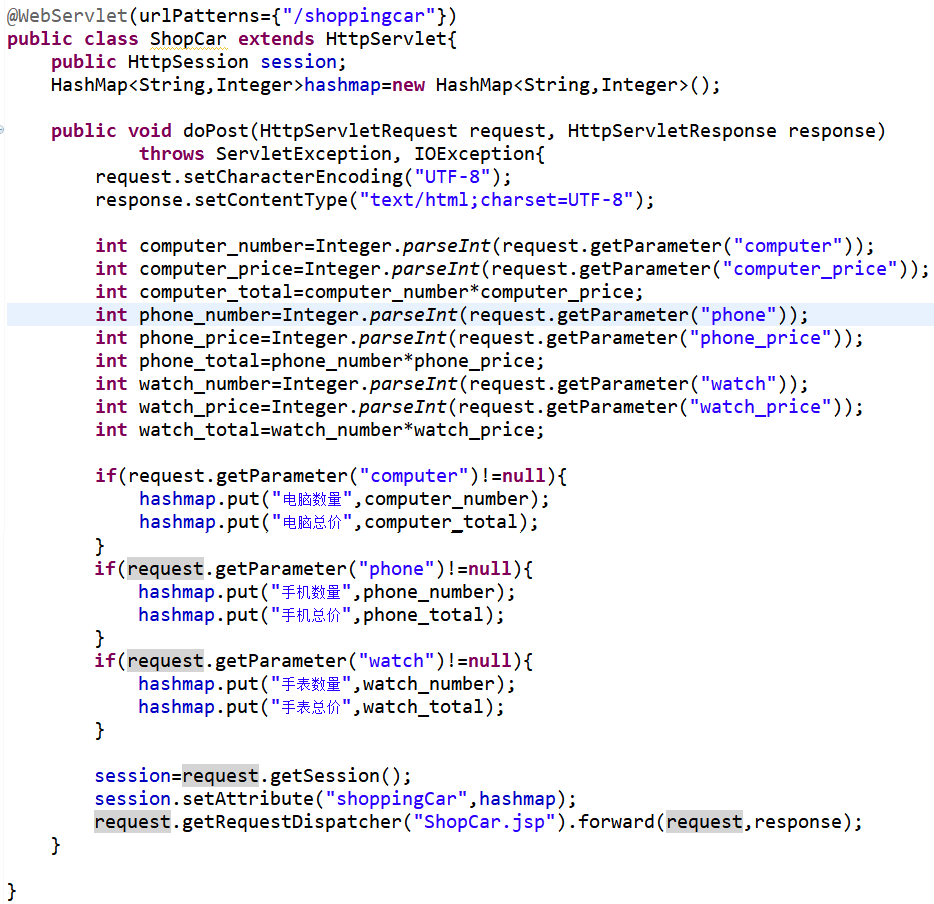 @WebServlet(urlPatterns={"/shoppingcar"})
public class ShopCar extends HttpServlet{
    public HttpSession session;
    HashMap<String,Integer>hashmap=new HashMap<String,Integer>();

    public void doPost(HttpServletRequest request, HttpServletResponse response)
            throws ServletException, IOException{
        request.setCharacterEncoding("UTF-8");
        response.setContentType("text/html;charset=UTF-8");

        int computer_number=Integer.parseInt(request.getParameter("computer"));
        int computer_price=Integer.parseInt(request.getParameter("computer_price"));
        int computer_total=computer_number*computer_price;
        int phone_number=Integer.parseInt(request.getParameter("phone"));
        int phone_price=Integer.parseInt(request.getParameter("phone_price"));
        int phone_total=phone_number*phone_price;
        int watch_number=Integer.parseInt(request.getParameter("watch"));
        int watch_price=Integer.parseInt(request.getParameter("watch_price"));
        int watch_total=watch_number*watch_price;

        if(request.getParameter("computer")!=null){
            hashmap.put("电脑数量",computer_number);
            hashmap.put("电脑总价",computer_total);
        }
        if(request.getParameter("phone")!=null){
            hashmap.put("手机数量",phone_number);
            hashmap.put("手机总价",phone_total);
        }
        if(request.getParameter("watch")!=null){
            hashmap.put("手表数量",watch_number);
            hashmap.put("手表总价",watch_total);
        }

        session=request.getSession();
        session.setAttribute("shoppingCar",hashmap);
        request.getRequestDispatcher("ShopCar.jsp").forward(request,response);
    }

}